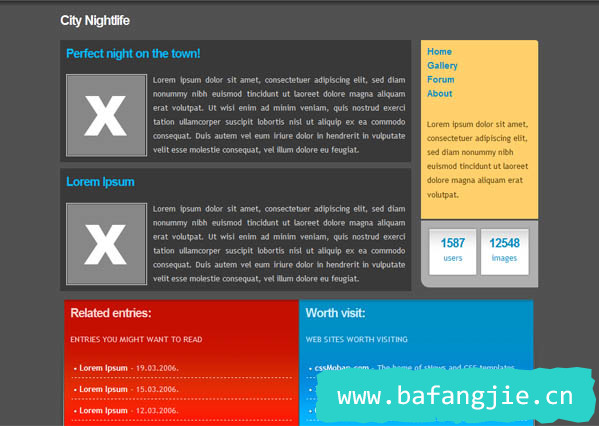 City Nightlife
Perfect night on the town!
Lorem ipsum dolor sit amet, consectetuer adipiscing elit, sed diam
nonummy nibh euismod tincidunt ut laoreet dolore magna aliquam
erat volutpat. Ut wisi enim ad minim veniam, quis nostrud exerci
tation ullamcorper suscipit lobortis nisl ut aliquip ex ea commodo
consequat. Duis autem vel eum iriure dolor in hendrerit in vulputate
velit esse molestie consequat, vel illum dolore eu feugiat.
Lorem Ipsum
Lorem ipsum dolor sit amet, consectetuer adipiscing elit, sed diam
nonummy nibh euismod tincidunt ut laoreet dolore magna aliquam
erat volutpat. Ut wisi enim ad minim veniam, quis nostrud exerci
tation ullamcorper suscipit lobortis nisl ut aliquip ex ea commodo
consequat. Duis autem vel eum iriure dolor in hendrerit in vulputate
velit esse molestie consequat, vel illum dolore eu feugiat.
Home
Gallery
Forum
About
Lorem ipsum dolor sit amet,
consectetuer adipiscing elit,
sed diam nonummy nibh
euismod tincidunt ut laoreet
dolore magna aliquam erat
volutpat.
1587
users
12548
images
Related entries:
ENTRIES YOU MIGHT WANT TO READ
• Lorem Ipsum - 19.03.2006.
• Lorem Ipsum - 15.03.2006.
• Lorem Ipsum - 12.03.2006.
Worth visit:
WEB SITES WORTH VISITING
• cssMoban.com - The home of sNews and CSS templates
www.bafangjie.cn